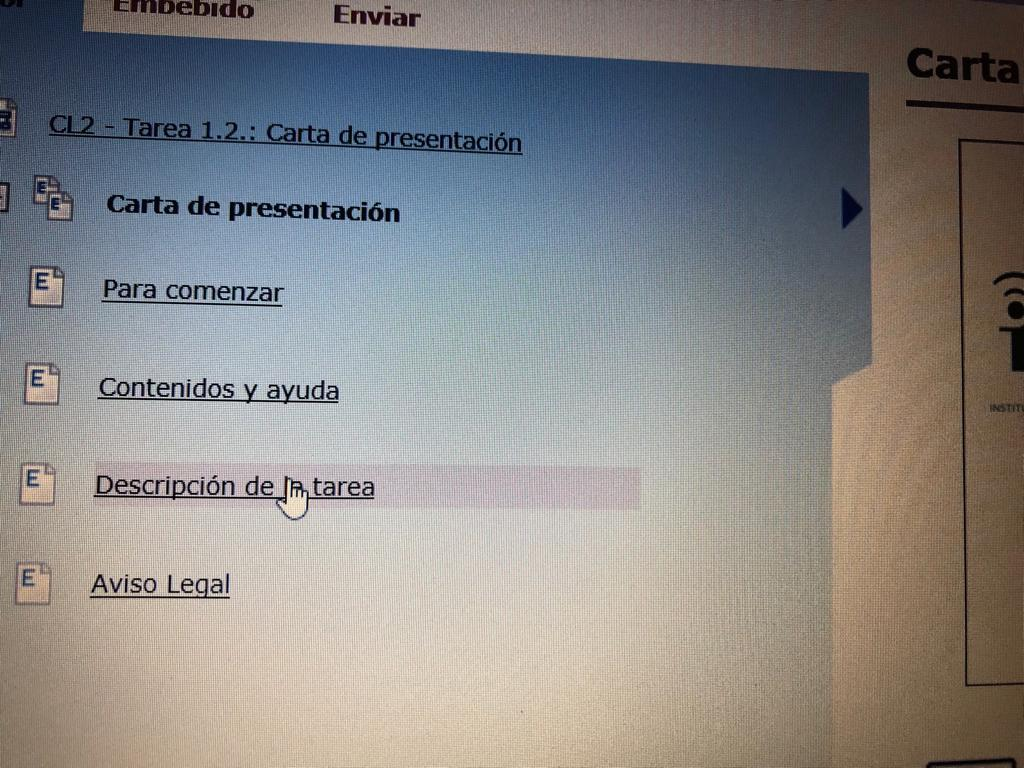 Embebido Enviar
CL2 - Tarea 1.2.: Carta de presentación
Carta de presentación
Para comenzar
Contenidos y ayuda
Descripción de la tarea
Aviso Legal
Carta